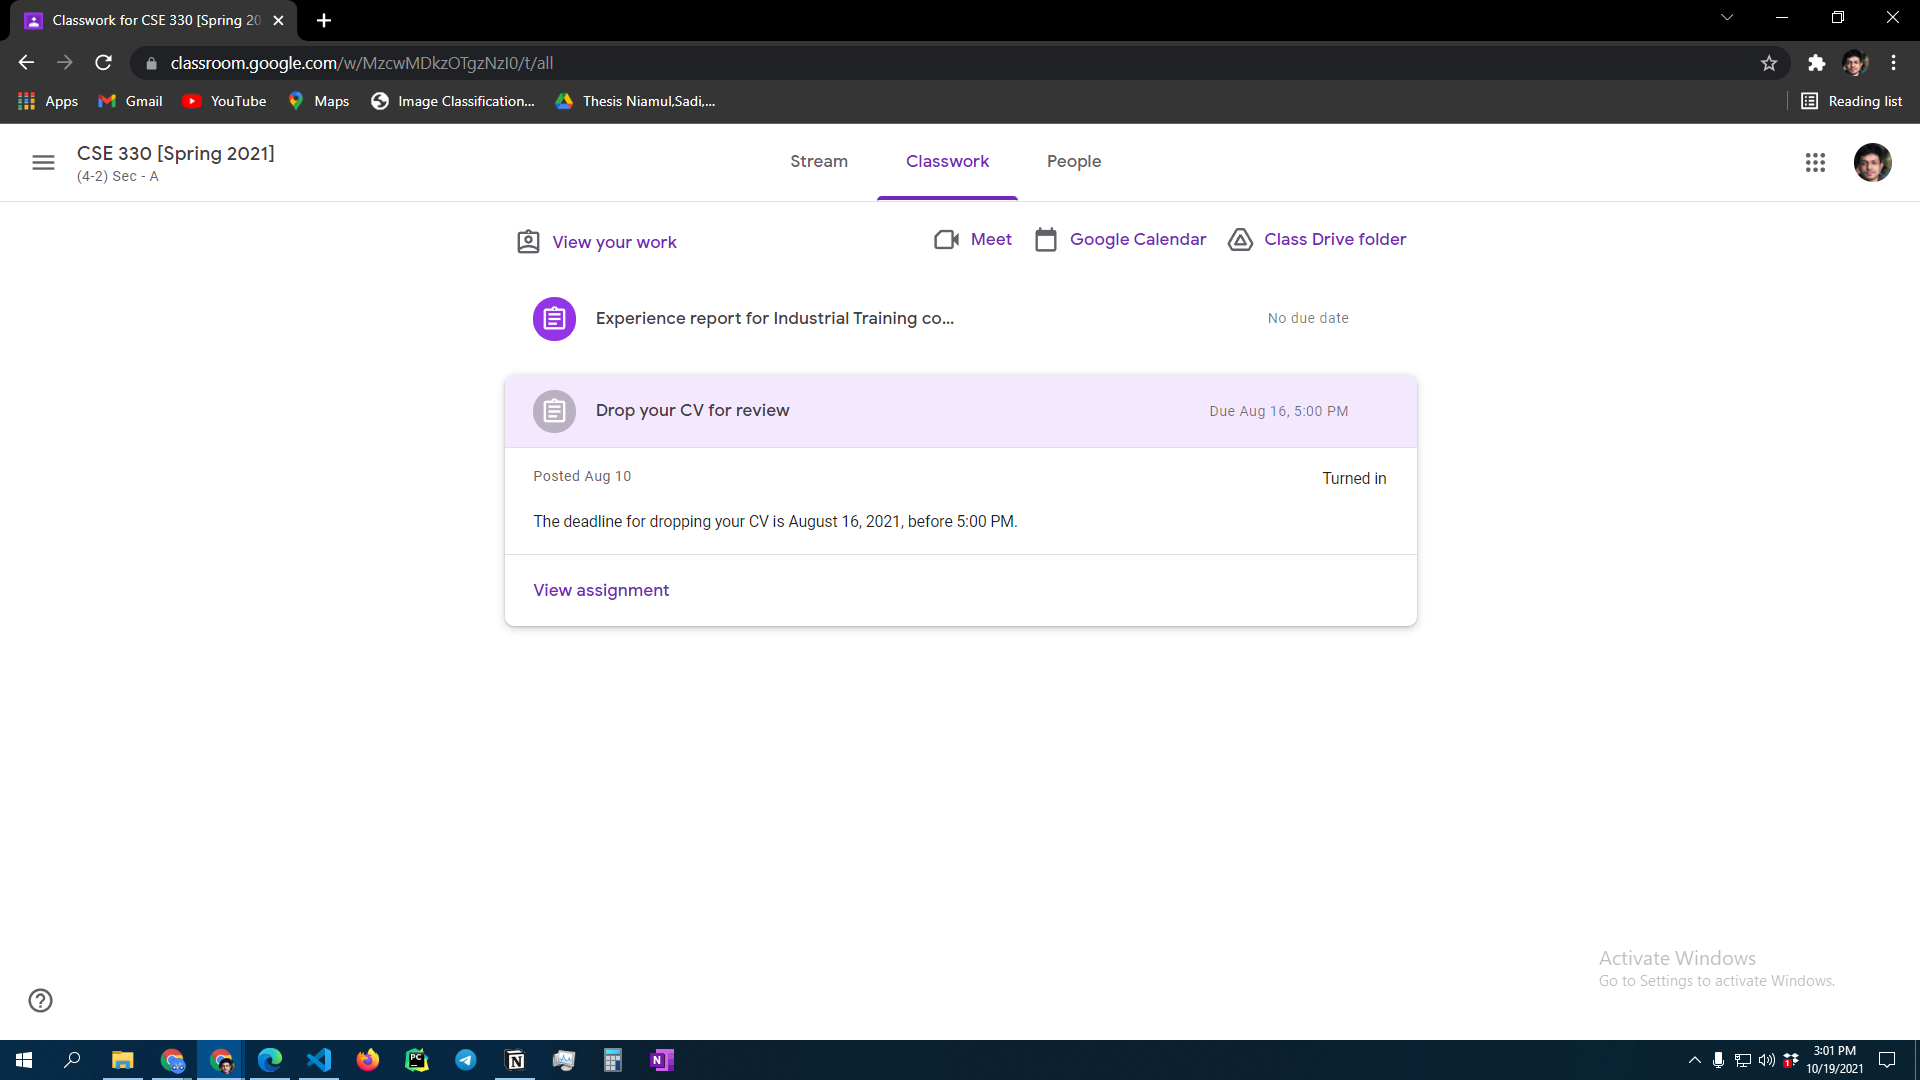 Classwork for CSE 330 [Spring 20
classroom.google.com/w/MzcwMDkzOTgzNzI0/t/all
Apps
Gmail
YouTube
Maps
Image Classification...
Thesis Niamul,Sadi,...
Reading list
CSE 330 [Spring 2021]
(4-2) Sec - A
Stream
Classwork
People
View your work
Meet
Google Calendar
Class Drive folder
Experience report for Industrial Training co...
No due date
Drop your CV for review
Due Aug 16, 5:00 PM
Posted Aug 10
Turned in
The deadline for dropping your CV is August 16, 2021, before 5:00 PM.
View assignment
Activate Windows
Go to Settings to activate Windows.
3:01 PM
10/19/2021